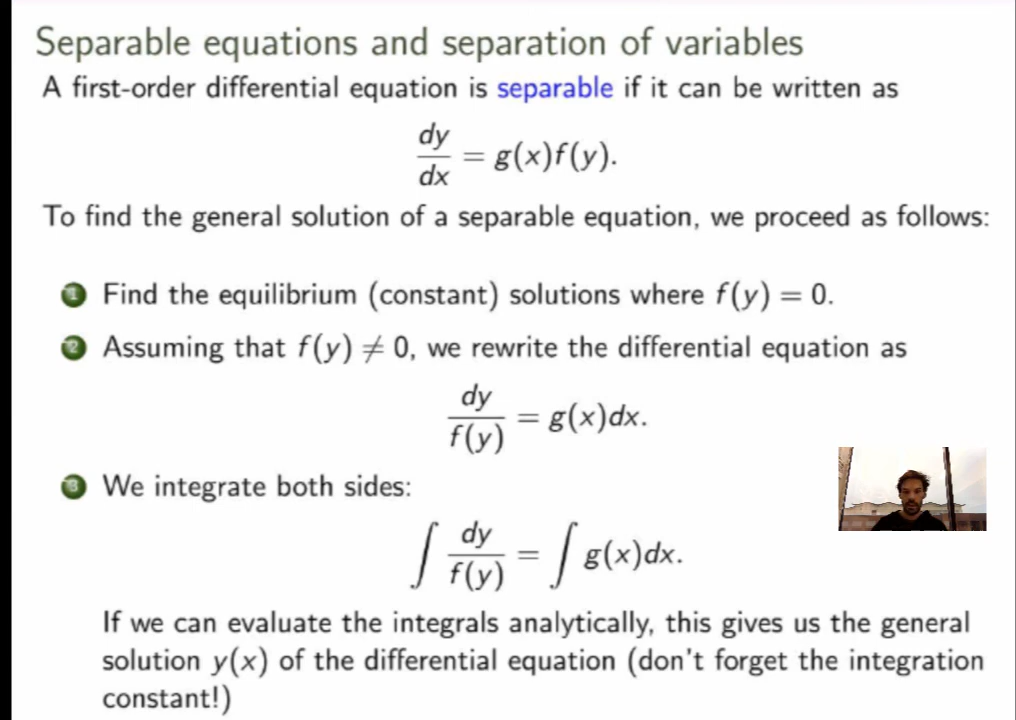 Separable equations and separation of variables
A first-order differential equation is separable if it can be written as
dy/dx = g(x)f(y).
To find the general solution of a separable equation, we proceed as follows:
1 Find the equilibrium (constant) solutions where f(y) = 0.
2 Assuming that f(y) ≠ 0, we rewrite the differential equation as
dy/f(y) = g(x)dx.
3 We integrate both sides:
∫ dy/f(y) = ∫ g(x)dx.
If we can evaluate the integrals analytically, this gives us the general
solution y(x) of the differential equation (don't forget the integration
constant!)